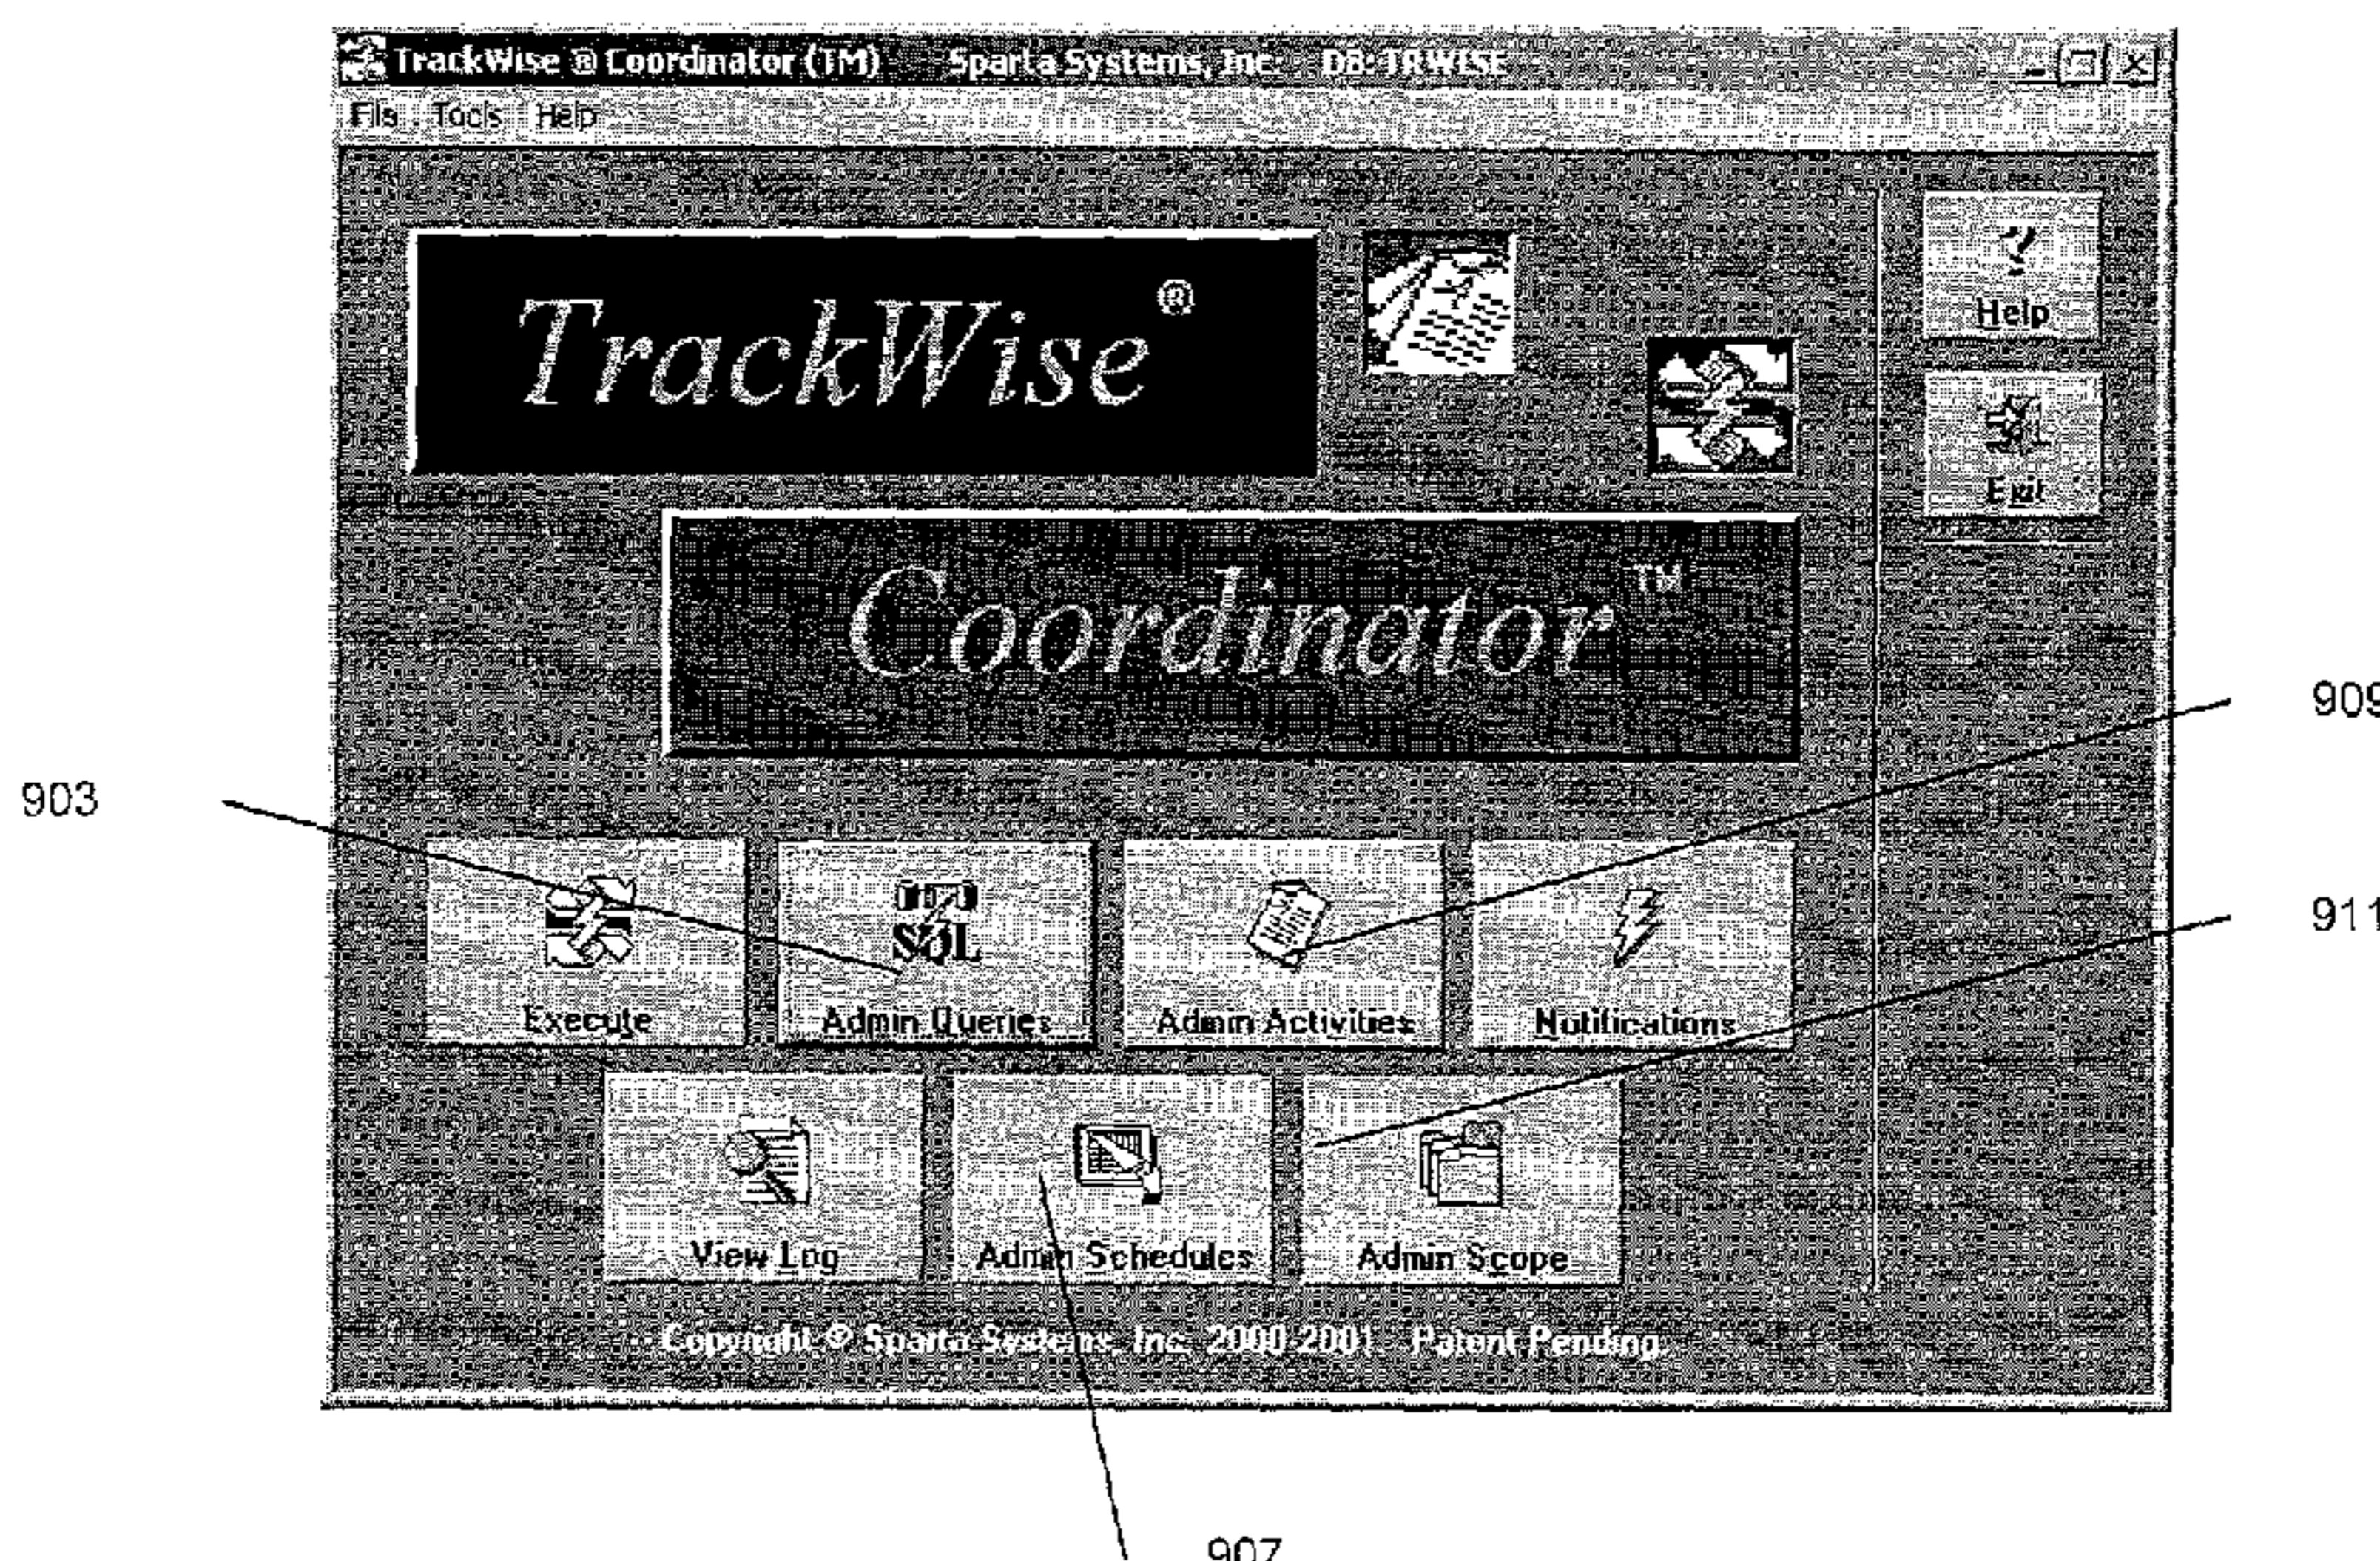 TrackWise ® Coordinator (TM) Sparta Systems, Inc. DB: TRWISE
File Tools Help
TrackWise®
Help
Exit
Coordinator™
909
903
911
Execute
Admin Queries
Admin Activities
Notifications
SQL
View Log
Admin Schedules
Admin Scope
Copyright © Sparta Systems, Inc. 2000-2001. Patent Pending.
907